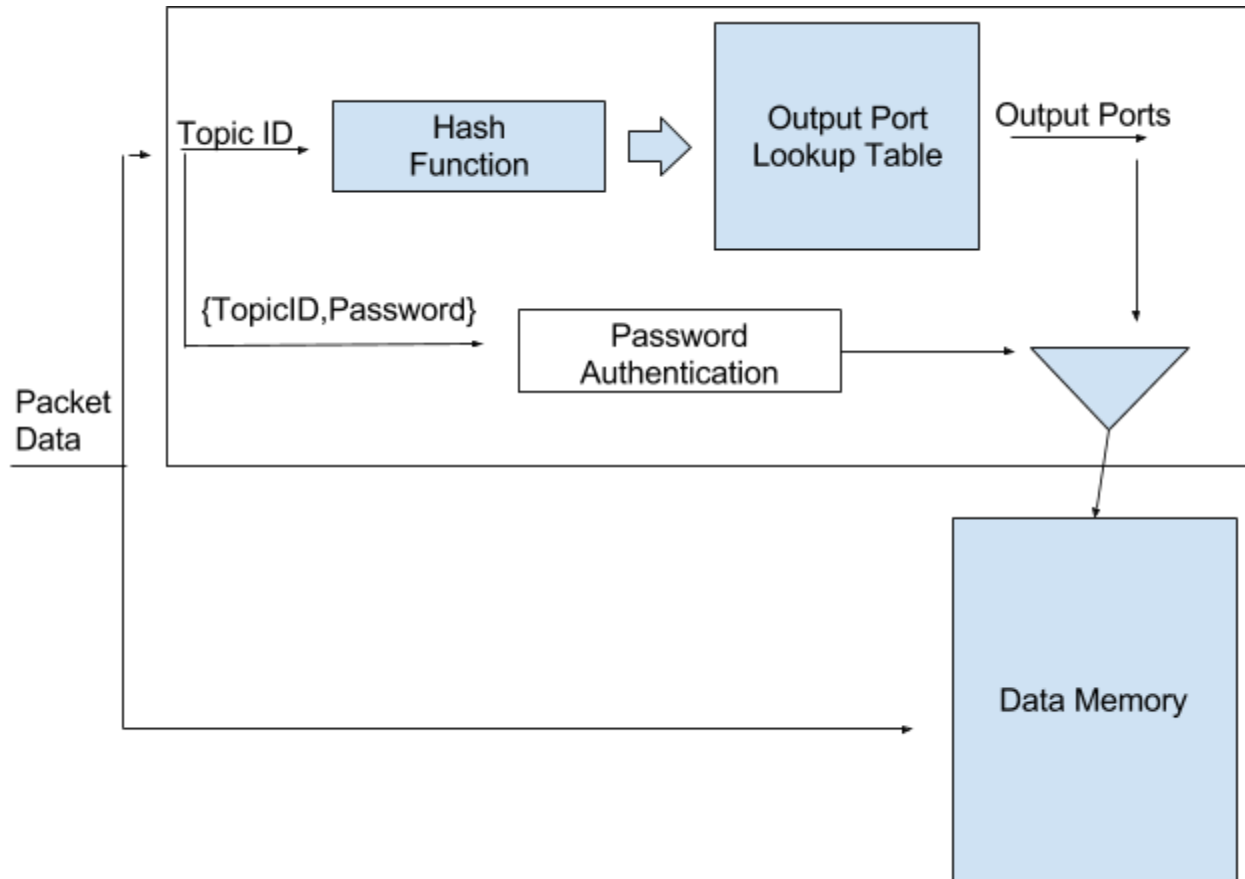 Topic ID
Hash
Function
Output Port
Lookup Table
Output Ports
{TopicID,Password}
Password
Authentication
Packet
Data
Data Memory